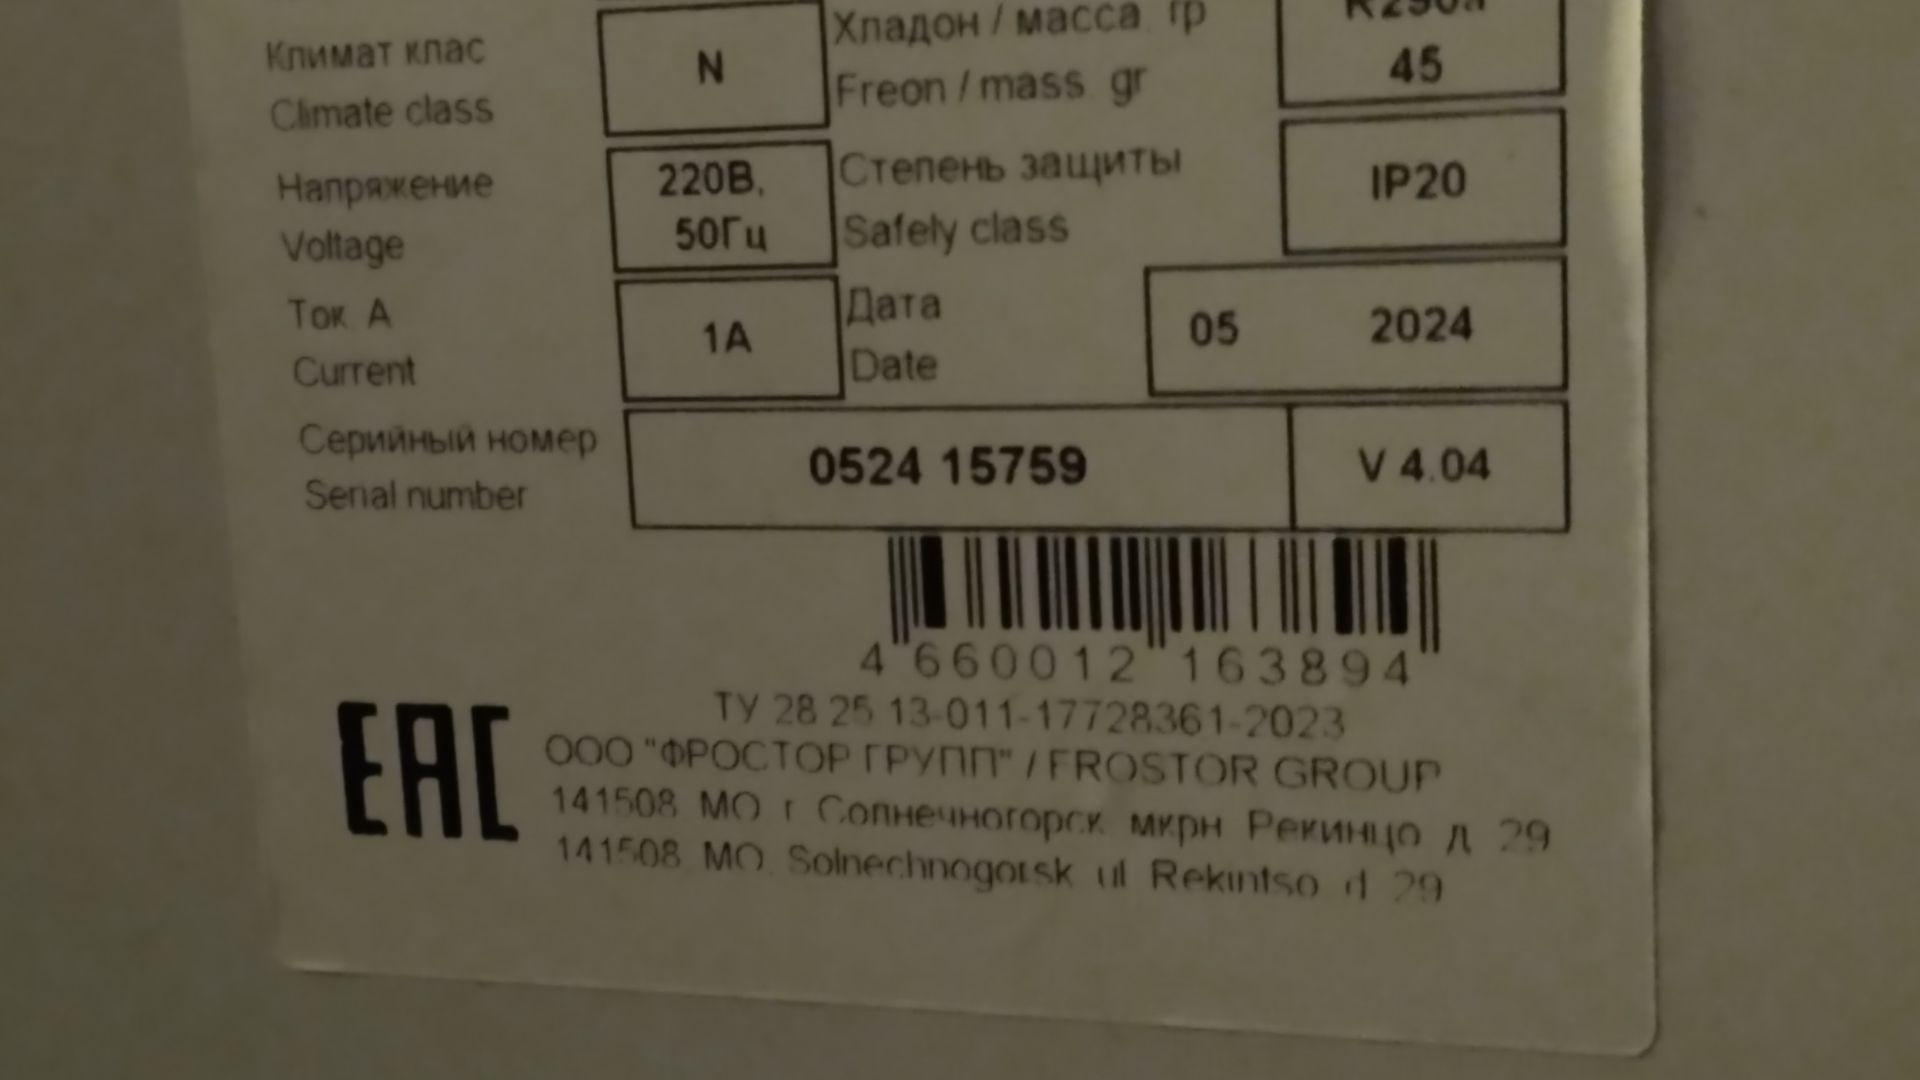 Климат клас
Climate class
N
Хладон / масса гр
Freon / mass gr
45
Напряжение
Voltage
220В,
50Гц
Степень защиты
Safely class
IP20
Ток А
Current
1А
Дата
Date
05 2024
Серийный номер
Serial number
0524 15759
V 4.04
4 660012 163894
ТУ 28 25 13-011-17728361-2023
ООО "ФРОСТОР ГРУПП" / FROSTOR GROUP
141508 МО г Солнечногорск мкрн Рекинцо д 29
141508 МО Solnechnogorsk ul Rekintso d 29
EAC